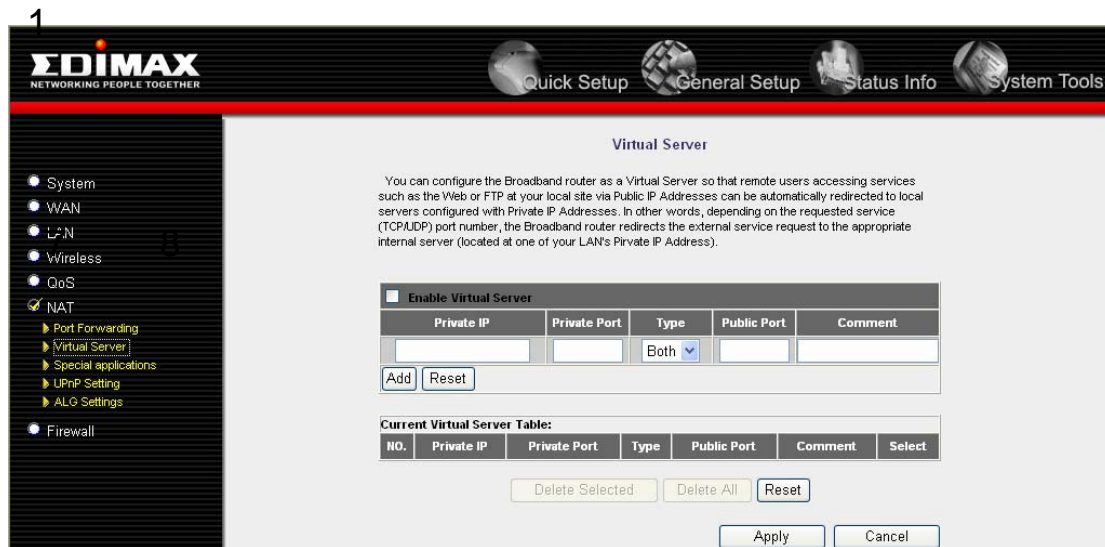 1
EDIMAX
NETWORKING PEOPLE TOGETHER
Quick Setup
General Setup
Status Info
System Tools
System
WAN
LAN
8
Wireless
QoS
NAT
Port Forwarding
Virtual Server
Special applications
UPnP Setting
ALG Settings
Firewall
Virtual Server
You can configure the Broadband router as a Virtual Server so that remote users accessing services
such as the Web or FTP at your local site via Public IP Addresses can be automatically redirected to local
servers configured with Private IP Addresses. In other words, depending on the requested service
(TCP/UDP) port number, the Broadband router redirects the external service request to the appropriate
internal server (located at one of your LAN's Pirvate IP Address).
Enable Virtual Server
Private IP Private Port Type Public Port Comment
Both
Add Reset
Current Virtual Server Table:
NO. Private IP Private Port Type Public Port Comment Select
Delete Selected Delete All Reset
Apply Cancel